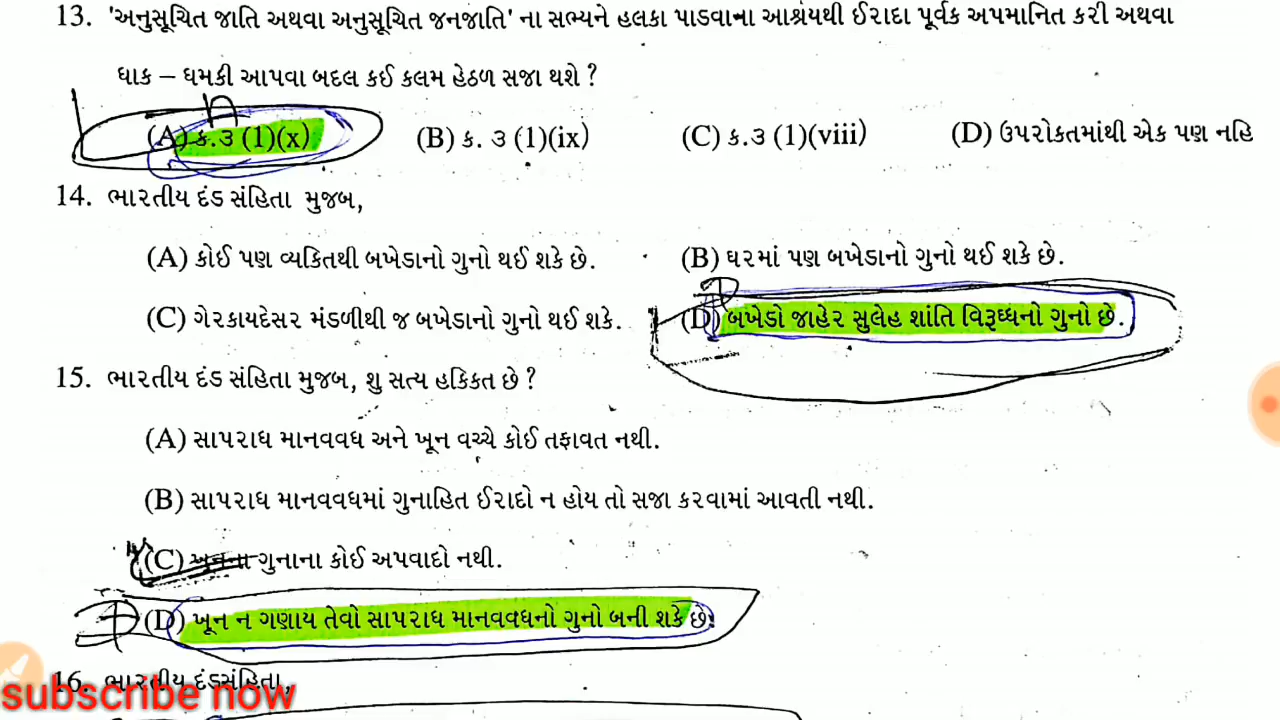 13. 'અનુસૂચિત જાતિ અથવા અનુસૂચિત જનજાતિ' ના સભ્યને હલકા પાડવાના આશ્રયથી ઈરાદા પૂર્વક અપમાનિત કરી અથવા
ધાક – ધમકી આપવા બદલ કઈ કલમ હેઠળ સજા થશે ?
(A) ક.૩ (1)(x) (B) ક. ૩ (1)(ix) (C) ક.૩ (1)(viii) (D) ઉપરોકતમાંથી એક પણ નહિ
14. ભારતીય દંડ સંહિતા મુજબ,
(A) કોઈ પણ વ્યકિતથી બખેડાનો ગુનો થઈ શકે છે. (B) ઘરમાં પણ બખેડાનો ગુનો થઈ શકે છે.
(C) ગેરકાયદેસર મંડળીથી જ બખેડાનો ગુનો થઈ શકે. (D) બખેડો જાહેર સુલેહ શાંતિ વિરૂધ્ધનો ગુનો છે.
15. ભારતીય દંડ સંહિતા મુજબ, શુ સત્ય હકિકત છે ?
(A) સાપરાધ માનવવધ અને ખૂન વચ્ચે કોઈ તફાવત નથી.
(B) સાપરાધ માનવવધમાં ગુનાહિત ઈરાદો ન હોય તો સજા કરવામાં આવતી નથી.
(C) ખૂનના ગુનાના કોઈ અપવાદો નથી.
(D) ખૂન ન ગણાય તેવો સાપરાધ માનવવધનો ગુનો બની શકે છે.
16. ભારતીય દંડસંહિતા,
subscribe now